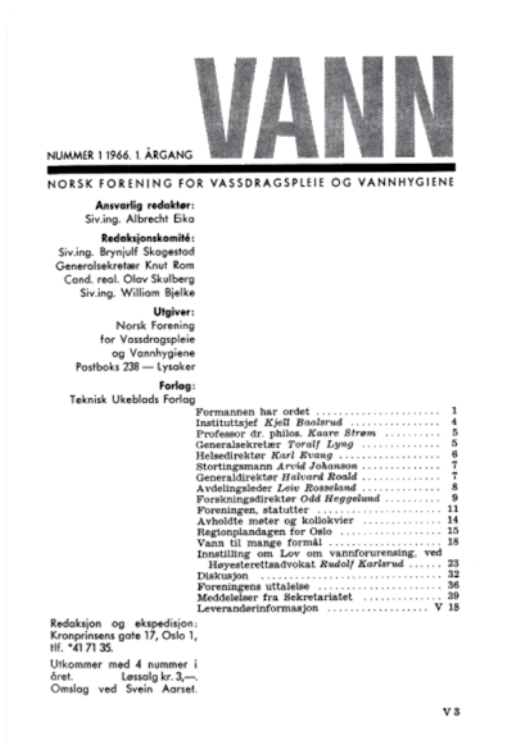 VANN
NUMMER 1 1966. 1. ÅRGANG
NORSK FORENING FOR VASSDRAGSPLEIE OG VANNHYGIENE
Ansvarlig redaktør:
Siv.ing. Albrecht Eika
Redaksjonskomité:
Siv.ing. Brynjulf Skagestad
Generalsekretær Knut Rom
Cand. real. Olav Skulberg
Siv.ing. William Bjelke
Utgiver:
Norsk Forening
for Vassdragspleie
og Vannhygiene
Postboks 238 — Lysaker
Forlag:
Teknisk Ukeblads Forlag
Formannen har ordet ........................ 1
Instituttsjef Kjell Baalsrud ................... 4
Professor dr. philos. Kaare Strøm .......... 5
Generalsekretær Toralf Lyng ................ 5
Helsedirektør Karl Evang .................... 6
Stortingsmann Arvid Johanson .............. 7
Generaldirektør Halvard Roald .............. 7
Avdelingsleder Leiv Rosseland .............. 8
Forskningsdirektør Odd Heggelund .......... 9
Foreningen, statutter ........................ 11
Avholdte møter og kollokvier .............. 14
Regionplandagen for Oslo .................. 15
Vann til mange formål ...................... 18
Innstilling om Lov om vannforurensing, ved
Høyesterettsadvokat Rudolf Karlsrud ...... 23
Diskusjon .................................. 32
Foreningens uttalelse ........................ 36
Meddelelser fra Sekretariatet .............. 39
Leverandørinformasjon .................. V 18
Redaksjon og ekspedisjon:
Kronprinsens gate 17, Oslo 1,
tlf. *41 71 35.
Utkommer med 4 nummer i
året. Løssalg kr. 3,—.
Omslag ved Svein Aarset.
V 3